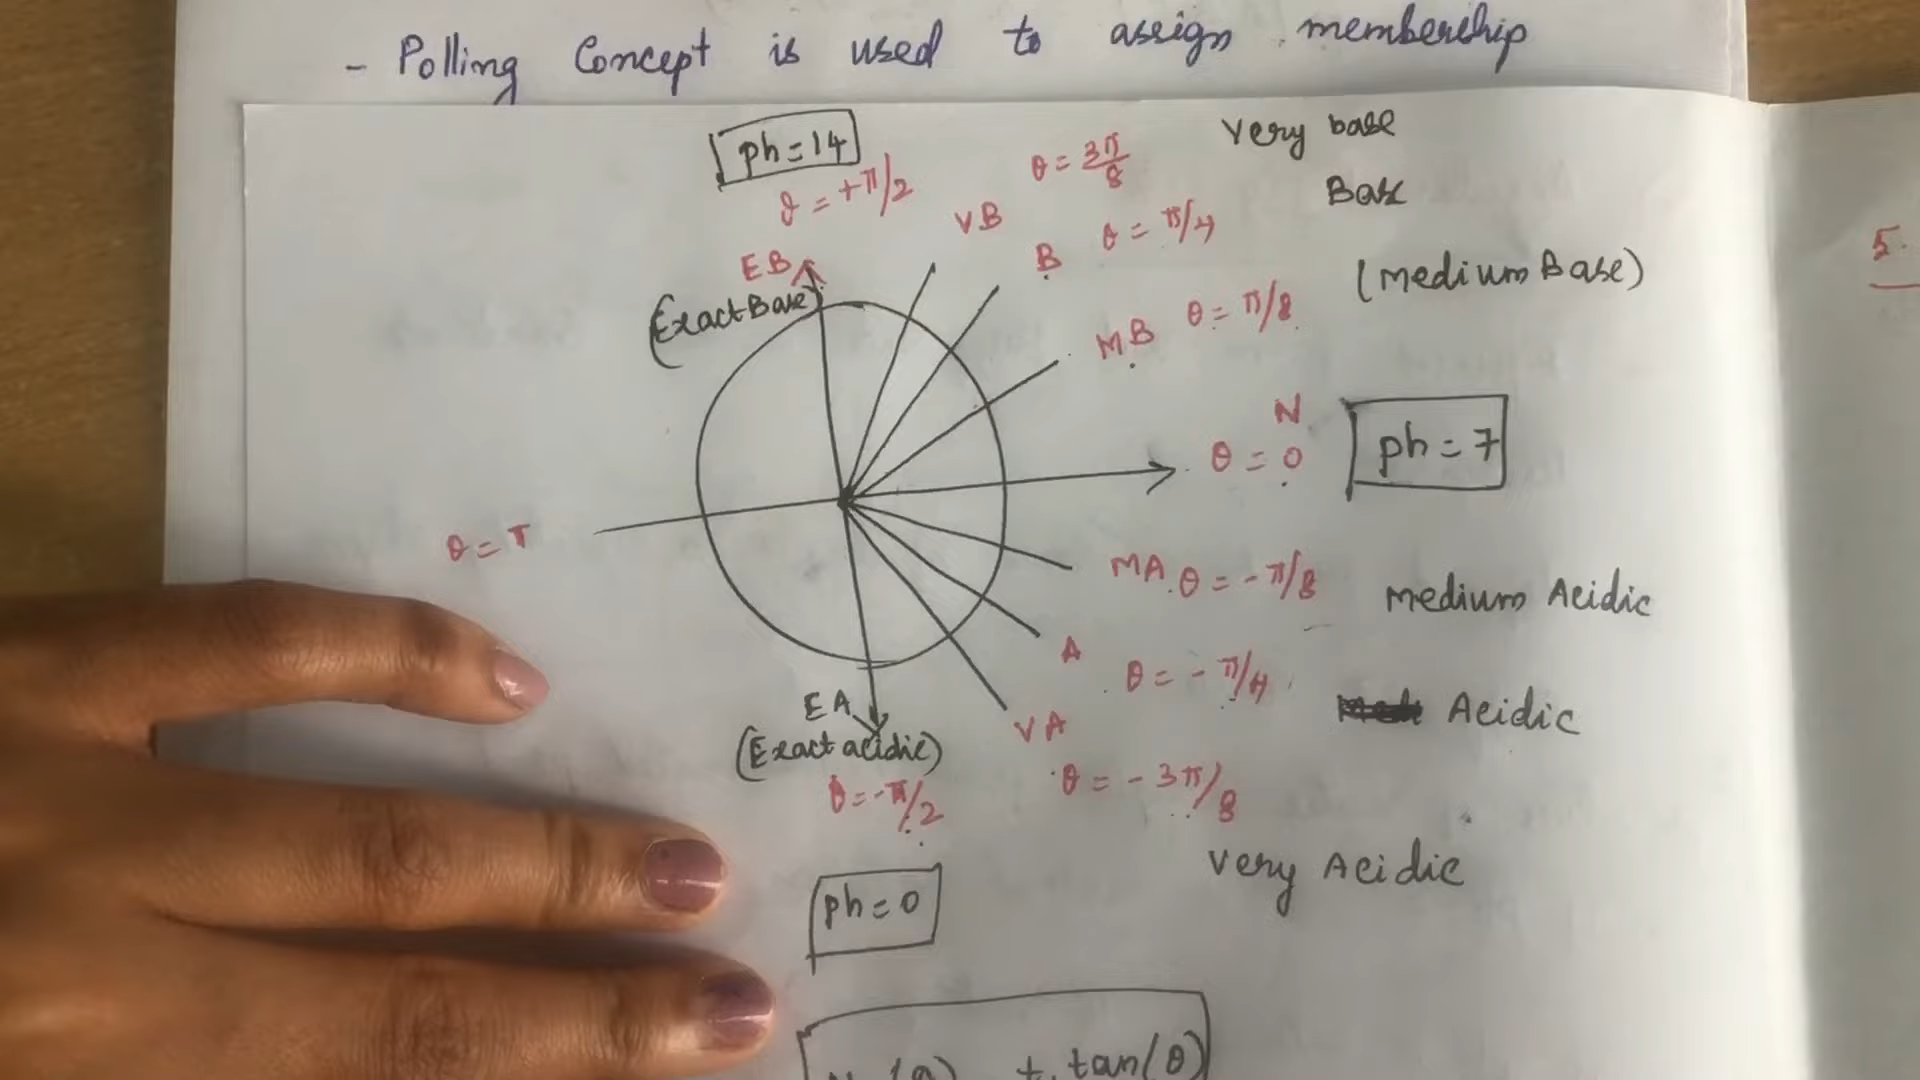 - Polling Concept is used to assign membership
ph = 14
θ = +π/2
VB
θ = 3π/8
Very base
EB
(Exact Base)
B
θ = π/4
Base
MB
θ = π/8
(Medium Base)
N
θ = 0
ph = 7
θ = π
MA
θ = -π/8
Medium Acidic
A
θ = -π/4
Acidic
EA
(Exact acidic)
θ = -π/2
VA
θ = -3π/8
Very Acidic
ph = 0
t. tan(θ)
5.